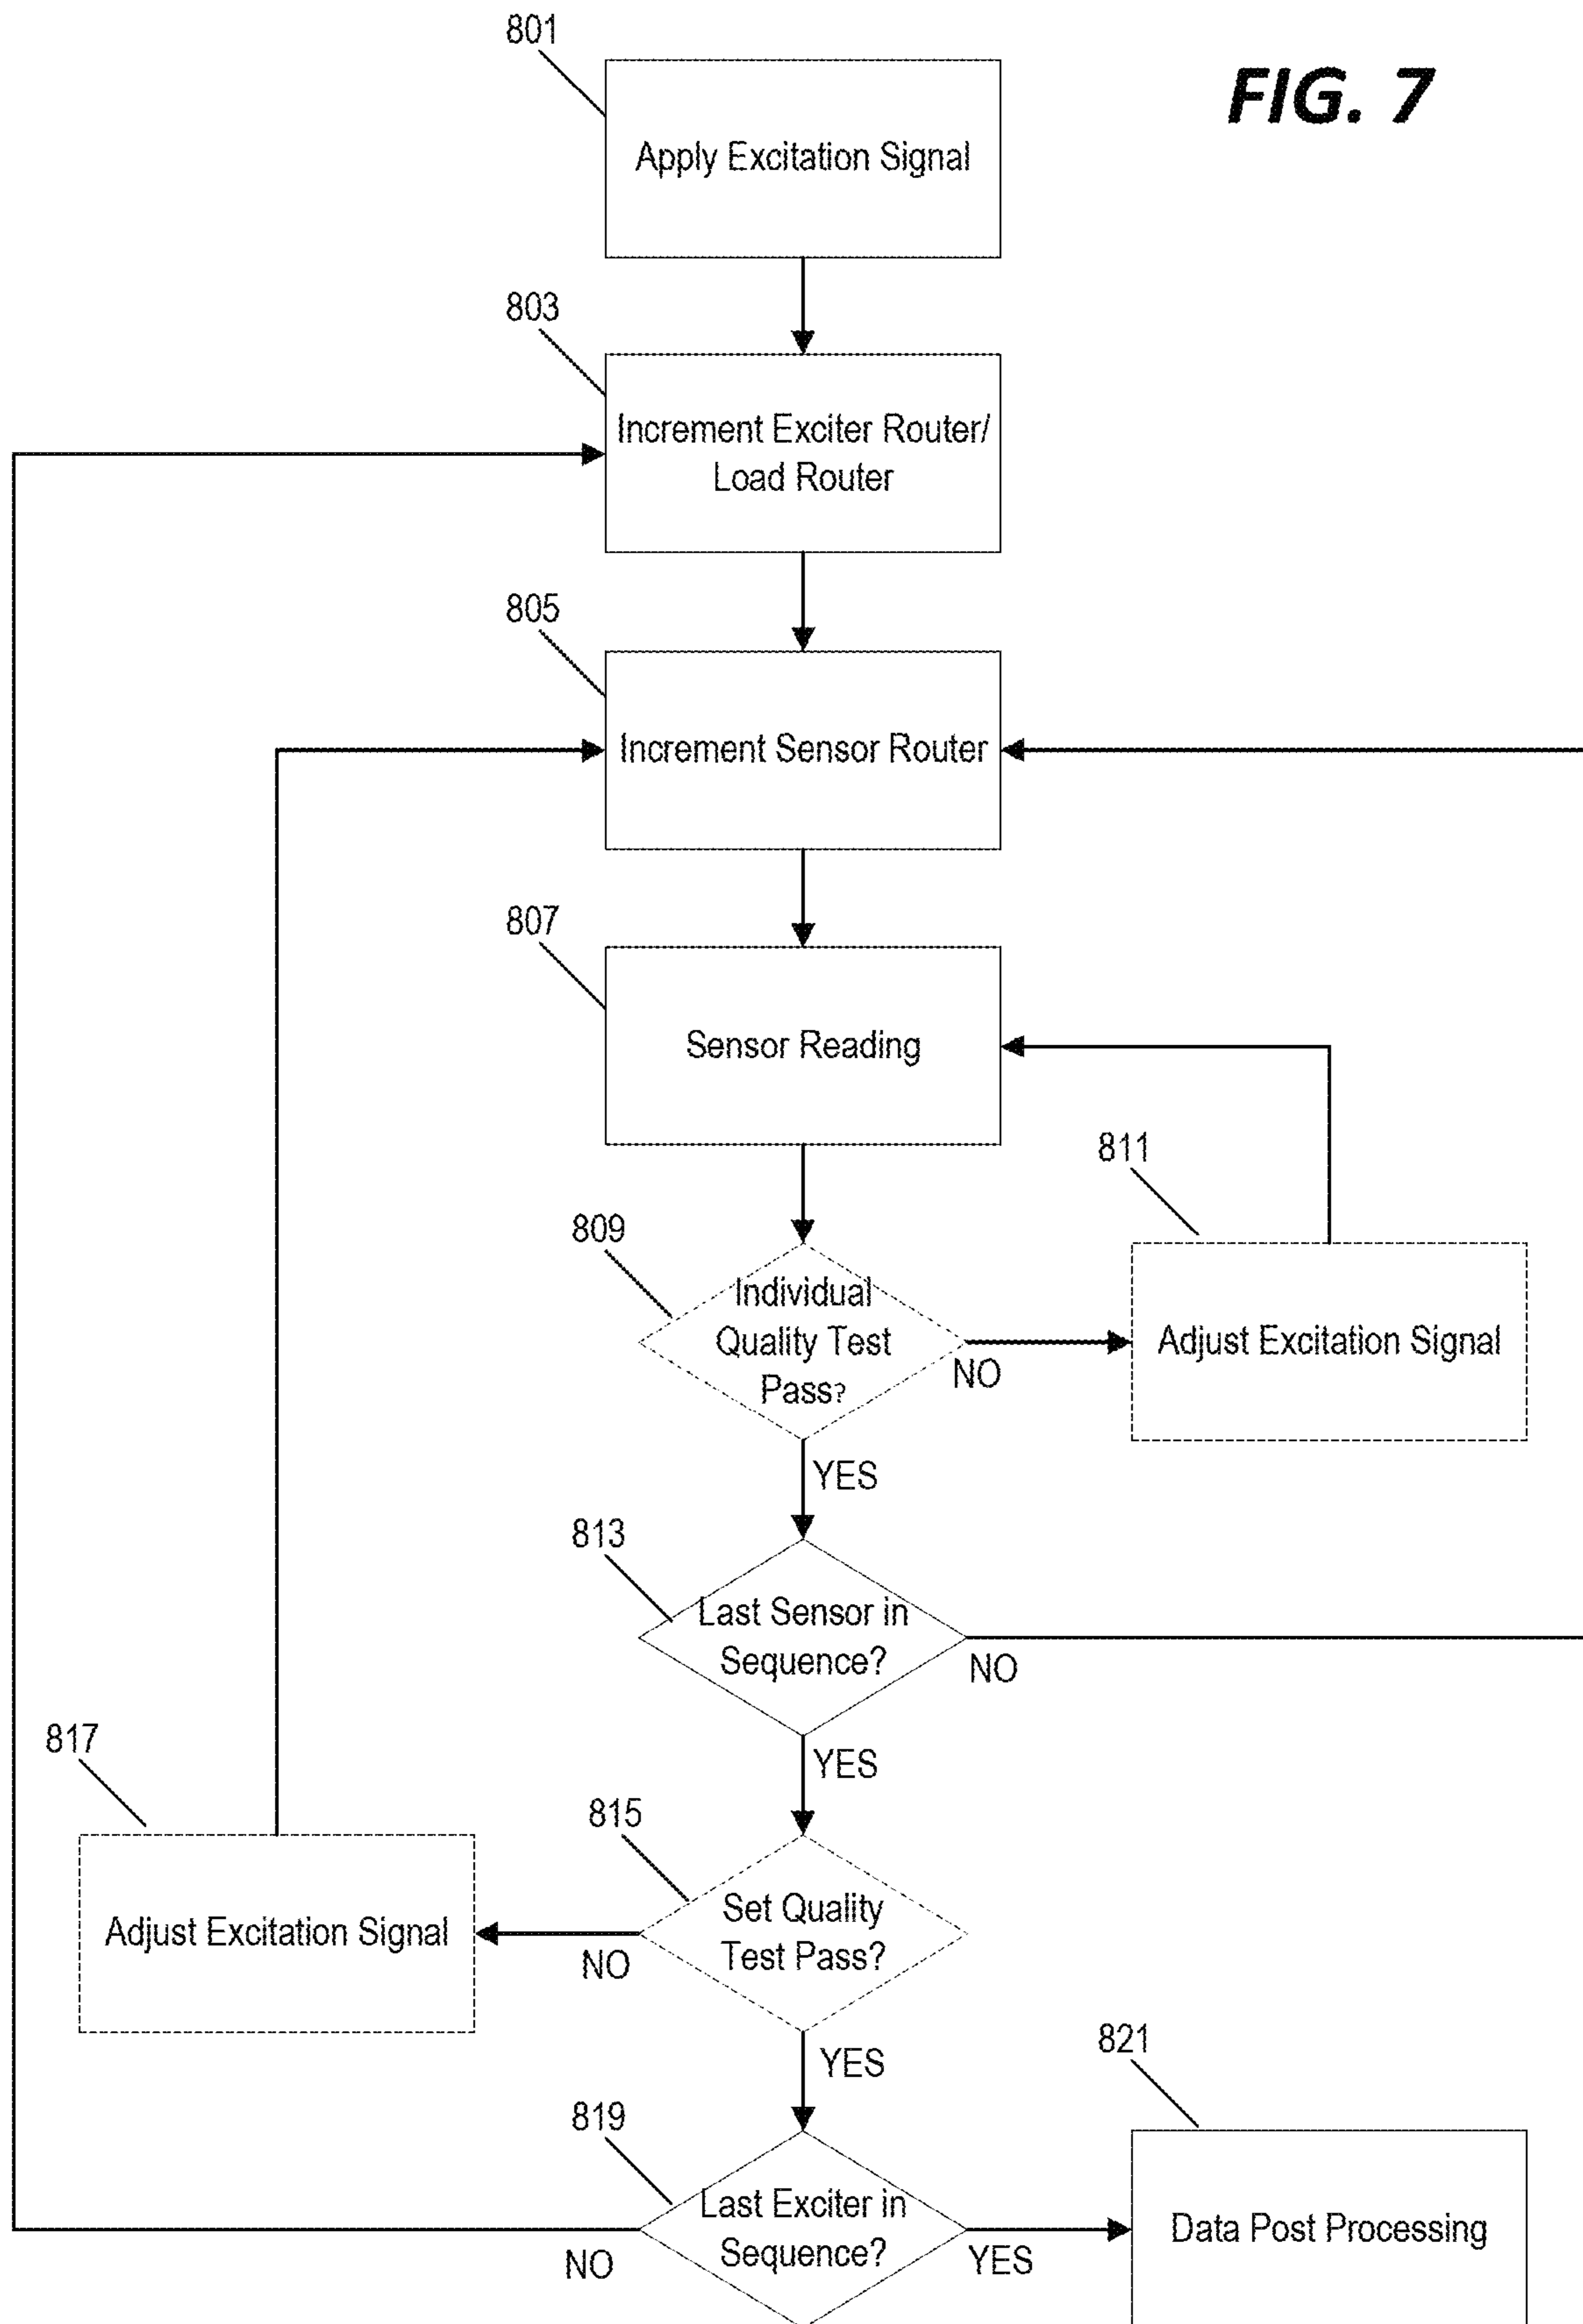 801
FIG. 7
Apply Excitation Signal
803
Increment Exciter Router/
Load Router
805
Increment Sensor Router
807
Sensor Reading
811
809
Individual
Quality Test
Pass?
NO
Adjust Excitation Signal
YES
813
Last Sensor in
Sequence?
NO
YES
817
815
Set Quality
Test Pass?
NO
Adjust Excitation Signal
YES
821
819
Last Exciter in
Sequence?
NO
YES
Data Post Processing